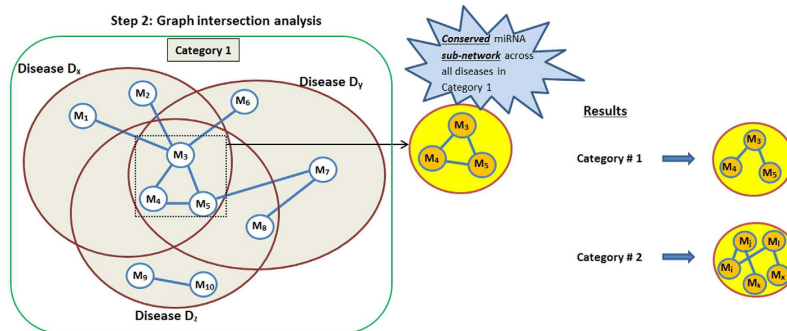 Step 2: Graph intersection analysis
Category 1
Disease Dx
Disease Dy
M1
M2
M6
M3
M4
M5
M7
M8
M9
M10
Disease Dz
Conserved miRNA
sub-network across
all diseases in
Category 1
M3
M4
M5
Results
Category # 1
M3
M4
M5
Category # 2
Mj
Ml
Mi
Mk
Mx